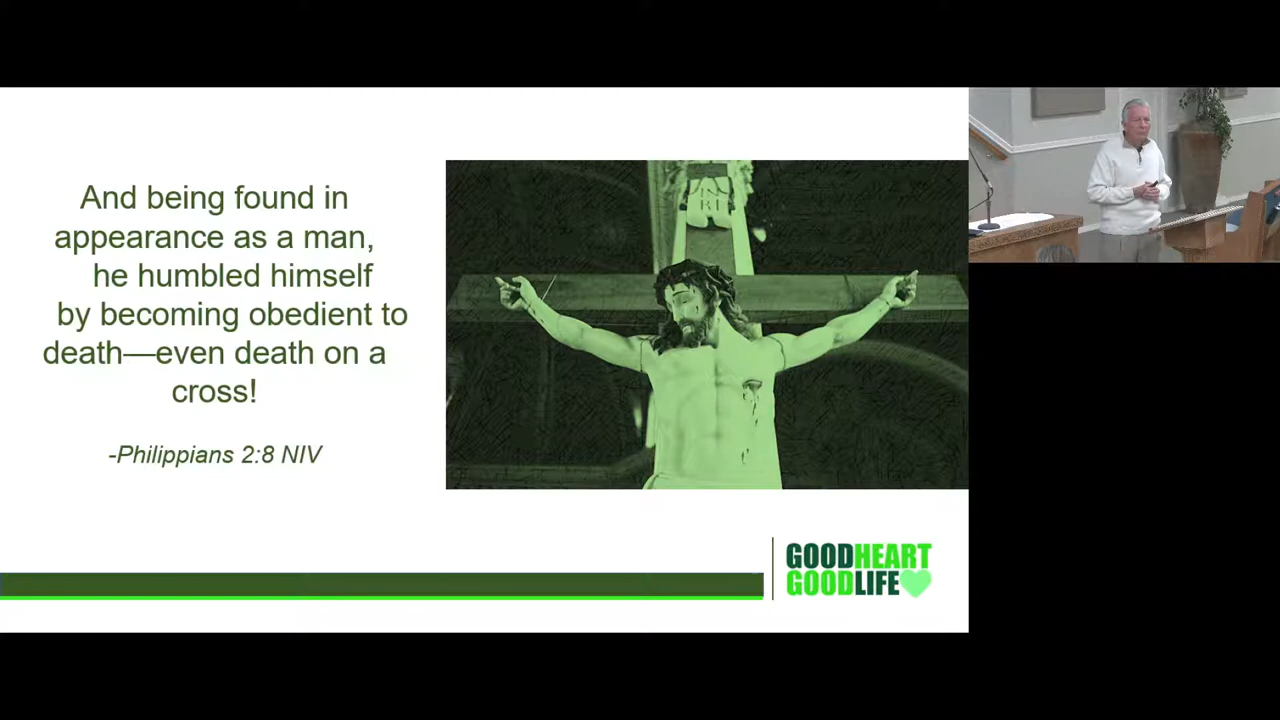 And being found in
appearance as a man,
he humbled himself
by becoming obedient to
death—even death on a
cross!
-Philippians 2:8 NIV
GOODHEART
GOODLIFE